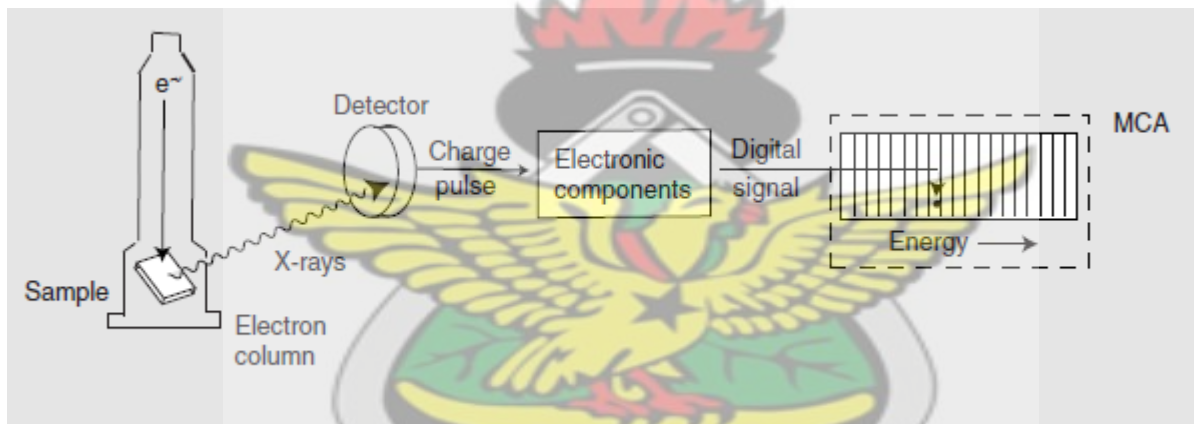 e~
Detector
Charge
pulse
Electronic
components
Digital
signal
MCA
Energy
X-rays
Sample
Electron
column